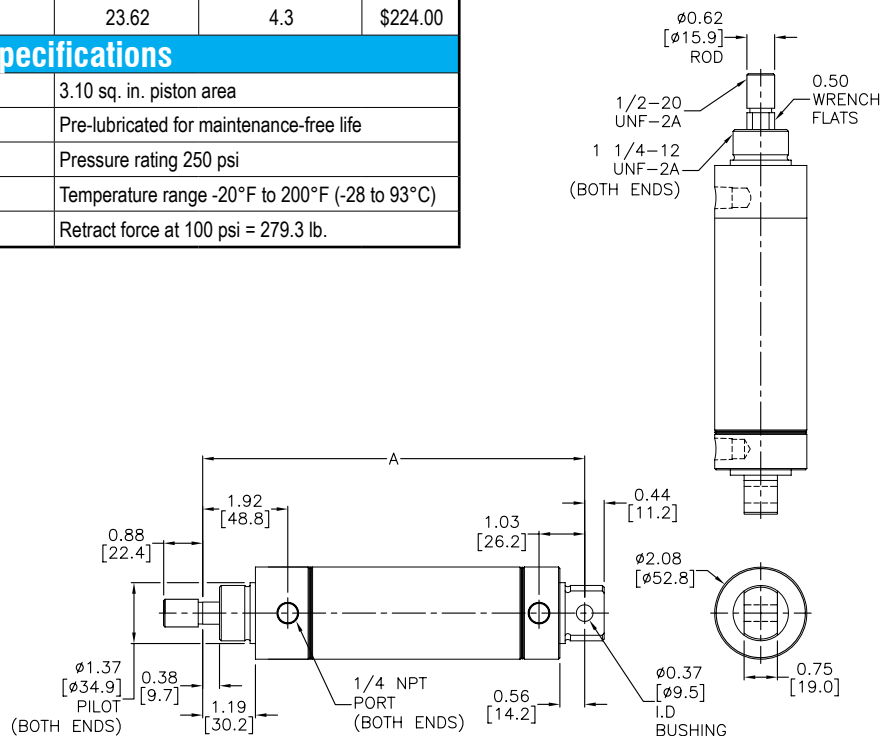 23.62 4.3 $224.00
pecifications
3.10 sq. in. piston area
Pre-lubricated for maintenance-free life
Pressure rating 250 psi
Temperature range -20°F to 200°F (-28 to 93°C)
Retract force at 100 psi = 279.3 lb.
ø0.62
[ø15.9]
ROD
1/2-20
UNF-2A
0.50
WRENCH
FLATS
1 1/4-12
UNF-2A
(BOTH ENDS)
A
1.92
[48.8]
0.88
[22.4]
1.03
[26.2]
0.44
[11.2]
ø2.08
[ø52.8]
ø1.37
[ø34.9]
PILOT
(BOTH ENDS)
0.38
[9.7]
1.19
[30.2]
1/4 NPT
PORT
(BOTH ENDS)
0.56
[14.2]
ø0.37
[ø9.5]
I.D
BUSHING
0.75
[19.0]